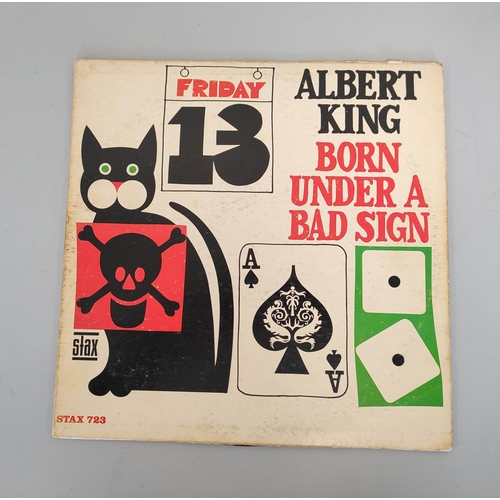 FRIDAY
13
ALBERT
KING
BORN
UNDER A
BAD SIGN
A
A
stax
STAX 723